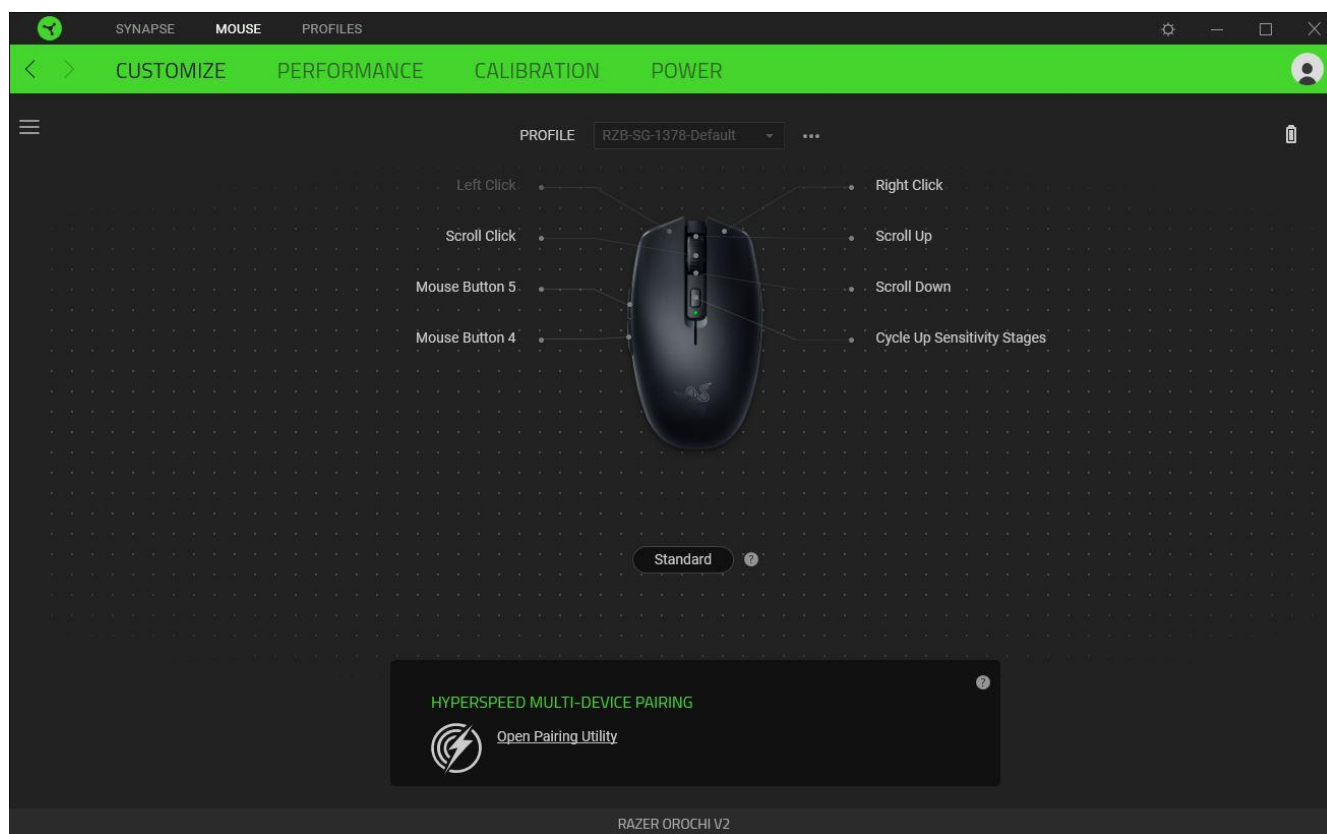 SYNAPSE MOUSE PROFILES
CUSTOMIZE PERFORMANCE CALIBRATION POWER
PROFILE RZB-SG-1378-Default
Left Click Right Click
Scroll Click Scroll Up
Mouse Button 5 Scroll Down
Mouse Button 4 Cycle Up Sensitivity Stages
Standard ?
?
HYPERSPEED MULTI-DEVICE PAIRING
Open Pairing Utility
RAZER OROCHI V2